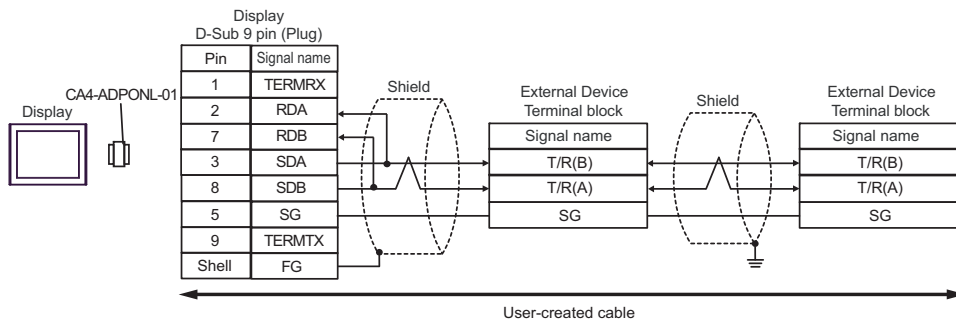 Display
D-Sub 9 pin (Plug)
Pin Signal name
1 TERMRX
2 RDA
7 RDB
3 SDA
8 SDB
5 SG
9 TERMTX
Shell FG
CA4-ADPONL-01
Display
Shield
External Device
Terminal block
Signal name
T/R(B)
T/R(A)
SG
Shield
External Device
Terminal block
Signal name
T/R(B)
T/R(A)
SG
User-created cable